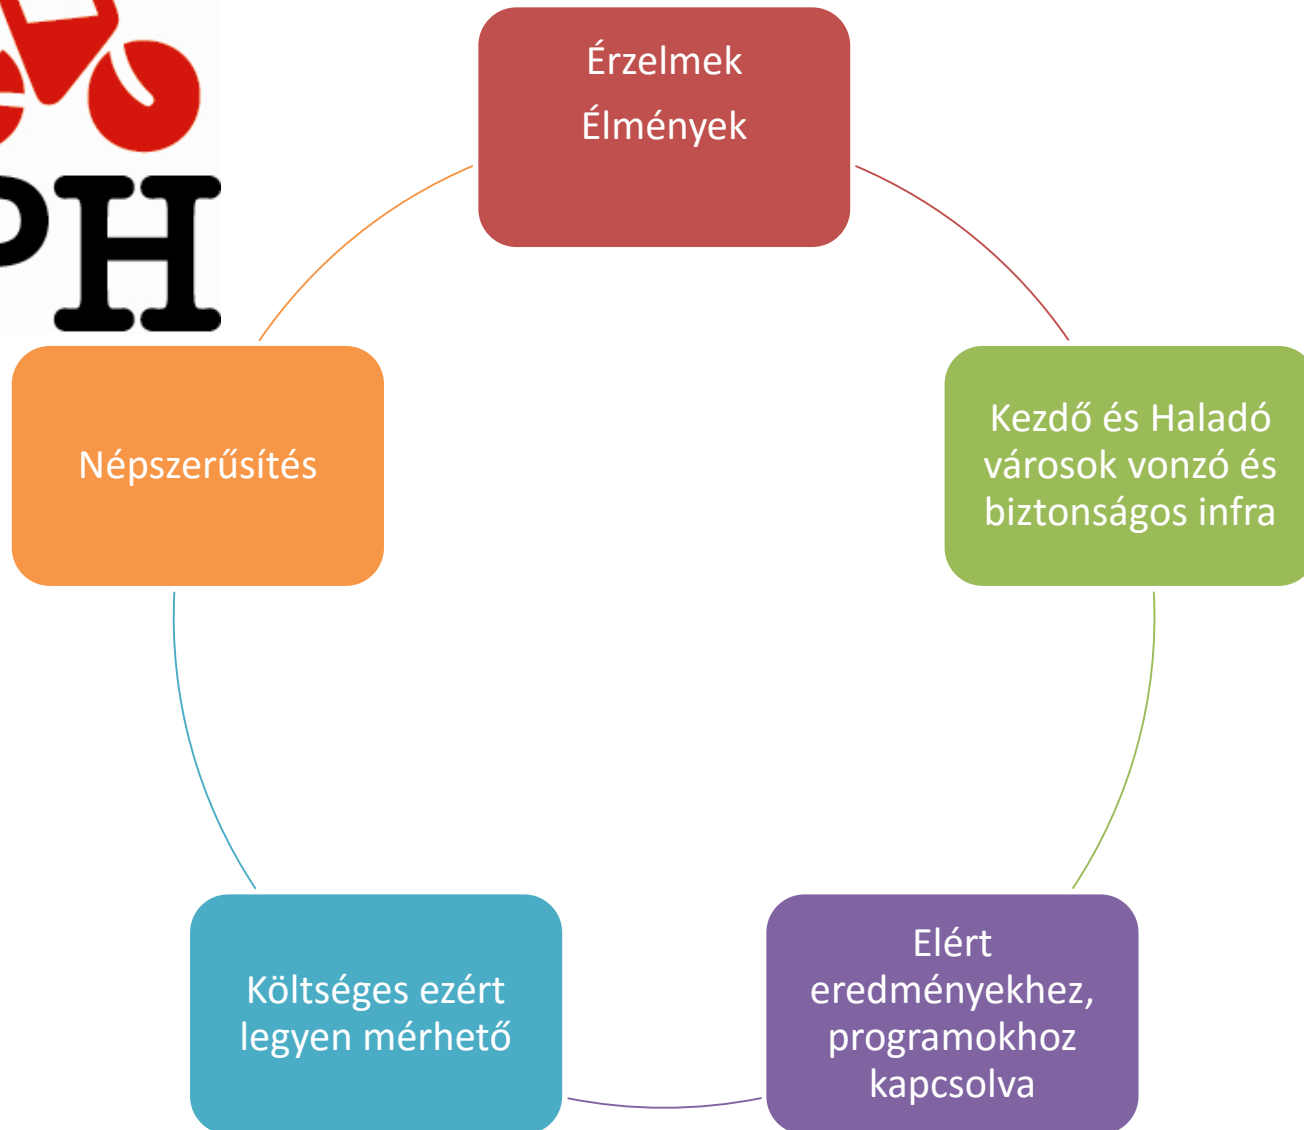 Érzelmek
Élmények
PH
Népszerűsítés
Kezdő és Haladó
városok vonzó és
biztonságos infra
Költséges ezért
legyen mérhető
Elért
eredményekhez,
programokhoz
kapcsolva